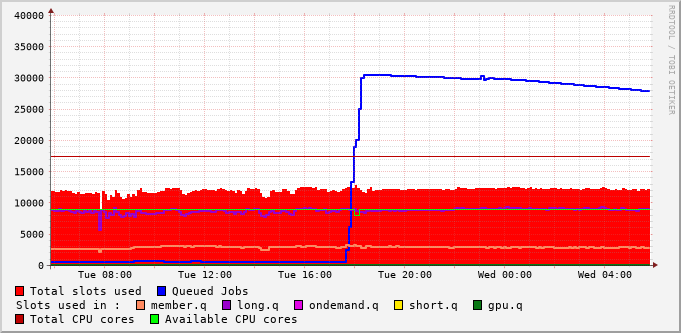 RRDTOOL / TOBI OETIKER
40000
35000
30000
25000
20000
15000
10000
5000
0
Tue 08:00 Tue 12:00 Tue 16:00 Tue 20:00 Wed 00:00 Wed 04:00
Total slots used Queued Jobs
Slots used in : member.q long.q ondemand.q short.q gpu.q
Total CPU cores Available CPU cores